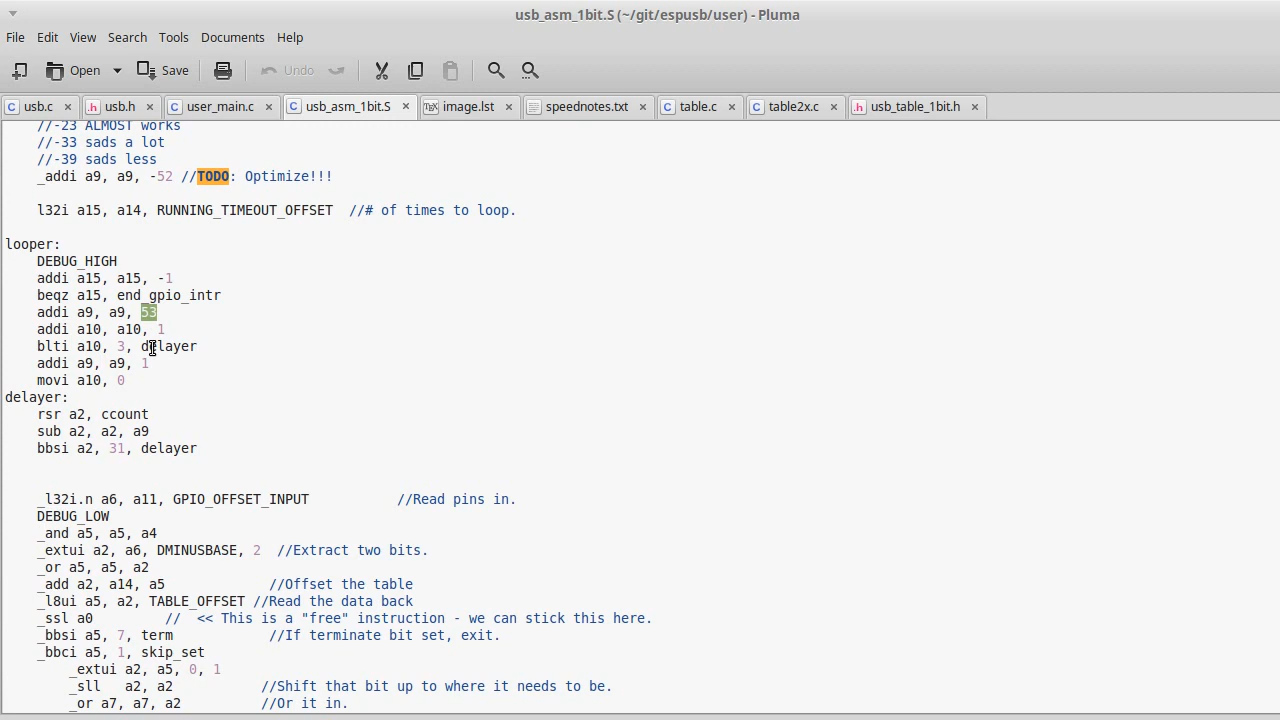 usb_asm_1bit.S (~/git/espusb/user) - Pluma
File Edit View Search Tools Documents Help
Open Save Undo
usb.c usb.h user_main.c usb_asm_1bit.S image.lst speednotes.txt table.c table2x.c usb_table_1bit.h
//-23 ALMOST works
//-33 sads a lot
//-39 sads less
_addi a9, a9, -52 //TODO: Optimize!!!
l32i a15, a14, RUNNING_TIMEOUT_OFFSET //# of times to loop.
looper:
DEBUG_HIGH
addi a15, a15, -1
beqz a15, end_gpio_intr
addi a9, a9, 53
addi a10, a10, 1
blti a10, 3, delayer
addi a9, a9, 1
movi a10, 0
delayer:
rsr a2, ccount
sub a2, a2, a9
bbsi a2, 31, delayer
_l32i.n a6, a11, GPIO_OFFSET_INPUT //Read pins in.
DEBUG_LOW
_and a5, a5, a4
_extui a2, a6, DMINUSBASE, 2 //Extract two bits.
_or a5, a5, a2
_add a2, a14, a5 //Offset the table
_l8ui a5, a2, TABLE_OFFSET //Read the data back
_ssl a0 // << This is a "free" instruction - we can stick this here.
_bbsi a5, 7, term //If terminate bit set, exit.
_bbci a5, 1, skip_set
_extui a2, a5, 0, 1
_sll a2, a2 //Shift that bit up to where it needs to be.
_or a7, a7, a2 //Or it in.